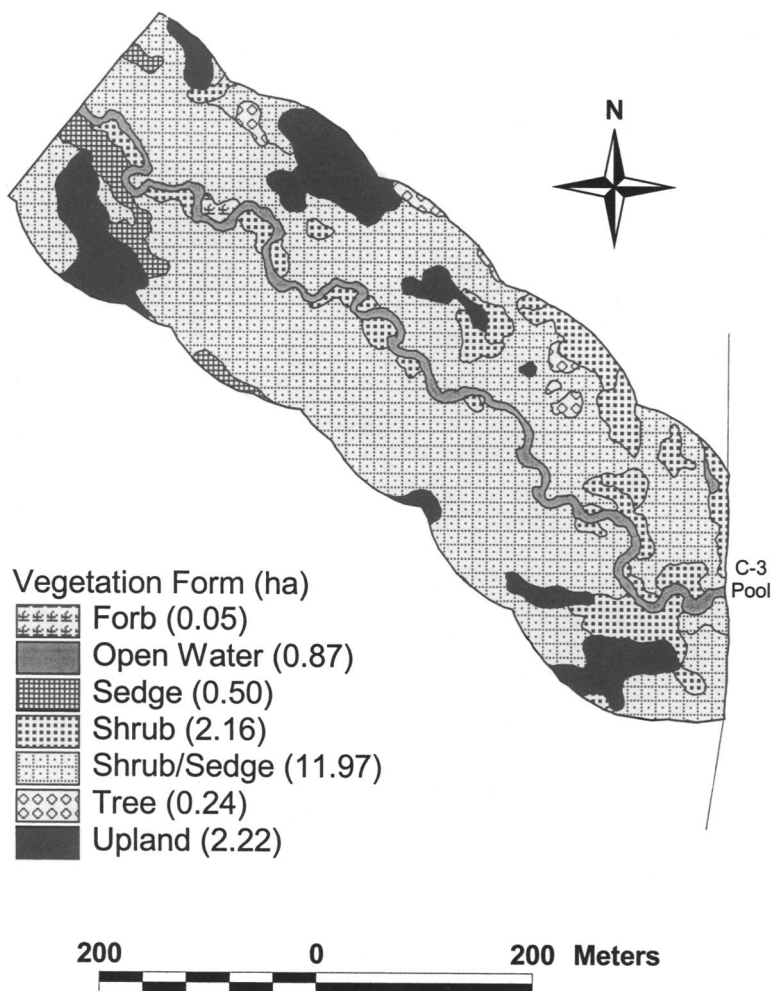 N
C-3
Pool
Vegetation Form (ha)
Forb (0.05)
Open Water (0.87)
Sedge (0.50)
Shrub (2.16)
Shrub/Sedge (11.97)
Tree (0.24)
Upland (2.22)
200 0 200 Meters